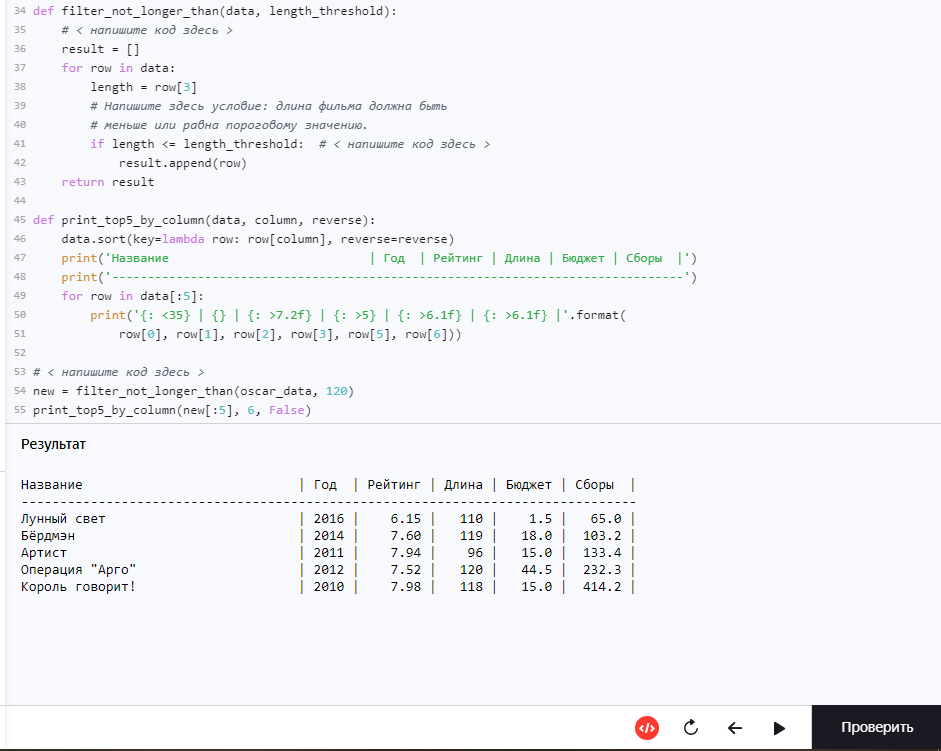 34 def filter_not_longer_than(data, length_threshold):
35     # < напишите код здесь >
36     result = []
37     for row in data:
38         length = row[3]
39         # Напишите здесь условие: длина фильма должна быть
40         # меньше или равна пороговому значению.
41         if length <= length_threshold:  # < напишите код здесь >
42             result.append(row)
43     return result
44
45 def print_top5_by_column(data, column, reverse):
46     data.sort(key=lambda row: row[column], reverse=reverse)
47     print('Название                            | Год  | Рейтинг | Длина | Бюджет | Сборы  |')
48     print('--------------------------------------------------------------------------------')
49     for row in data[:5]:
50         print('{: <35} | {} | {: >7.2f} | {: >5} | {: >6.1f} | {: >6.1f} |'.format(
51             row[0], row[1], row[2], row[3], row[5], row[6]))
52
53 # < напишите код здесь >
54 new = filter_not_longer_than(oscar_data, 120)
55 print_top5_by_column(new[:5], 6, False)
Результат
Название                            | Год  | Рейтинг | Длина | Бюджет | Сборы  |
--------------------------------------------------------------------------------
Лунный свет                         | 2016 |    6.15 |   110 |    1.5 |   65.0 |
Бёрдмэн                             | 2014 |    7.60 |   119 |   18.0 |  103.2 |
Артист                              | 2011 |    7.94 |    96 |   15.0 |  133.4 |
Операция "Арго"                     | 2012 |    7.52 |   120 |   44.5 |  232.3 |
Король говорит!                     | 2010 |    7.98 |   118 |   15.0 |  414.2 |
</> Проверить